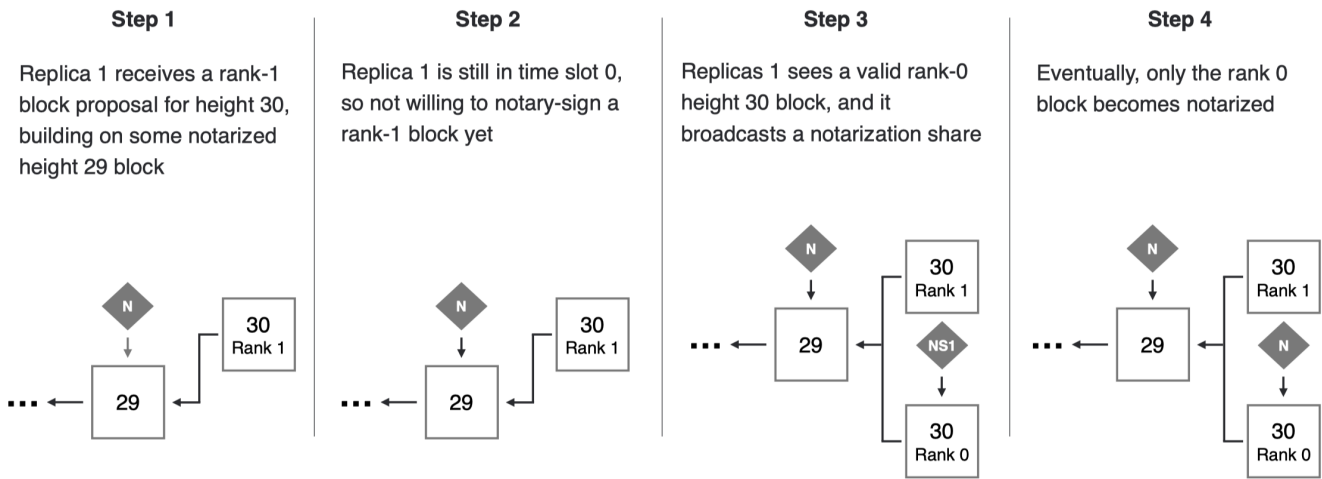 Step 1
Replica 1 receives a rank-1
block proposal for height 30,
building on some notarized
height 29 block
N
30
Rank 1
29
Step 2
Replica 1 is still in time slot 0,
so not willing to notary-sign a
rank-1 block yet
N
30
Rank 1
29
Step 3
Replicas 1 sees a valid rank-0
height 30 block, and it
broadcasts a notarization share
N
30
Rank 1
29
NS1
30
Rank 0
Step 4
Eventually, only the rank 0
block becomes notarized
N
30
Rank 1
29
N
30
Rank 0